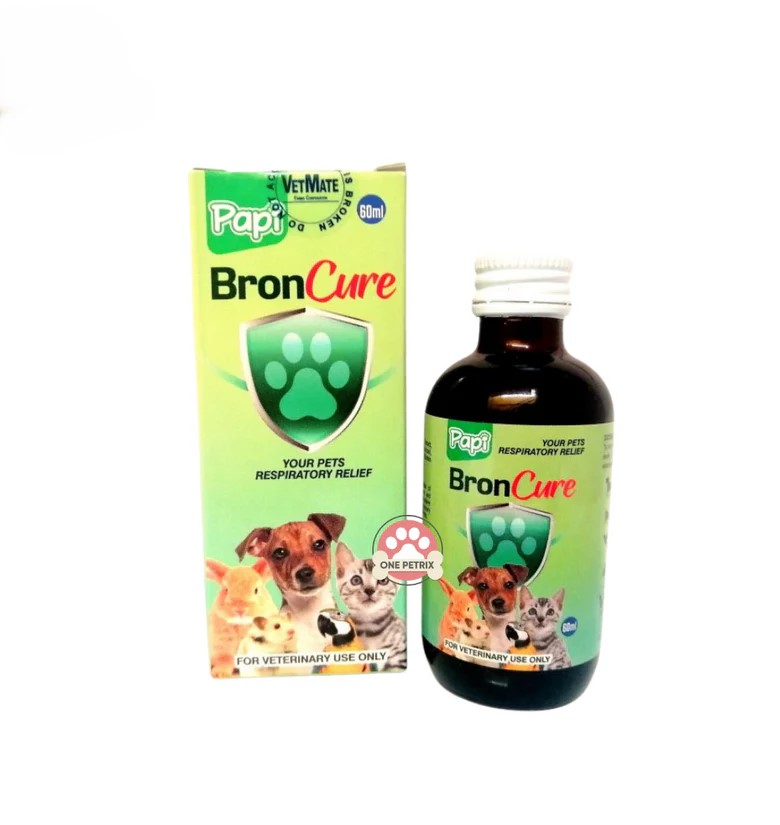 VETMATE
Papi
60ml
BronCure
YOUR PETS
RESPIRATORY RELIEF
FOR VETERINARY USE ONLY
ONE PETRIX
Papi
YOUR PETS
RESPIRATORY RELIEF
BronCure
60ml
FOR VETERINARY USE ONLY